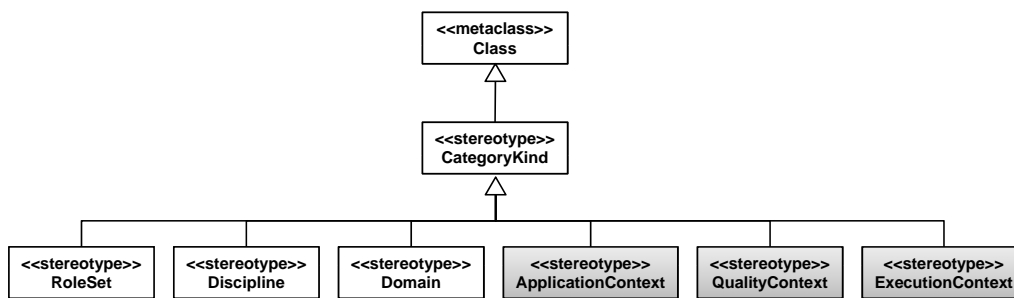 <<metaclass>>
Class
<<stereotype>>
CategoryKind
<<stereotype>>
RoleSet
<<stereotype>>
Discipline
<<stereotype>>
Domain
<<stereotype>>
ApplicationContext
<<stereotype>>
QualityContext
<<stereotype>>
ExecutionContext